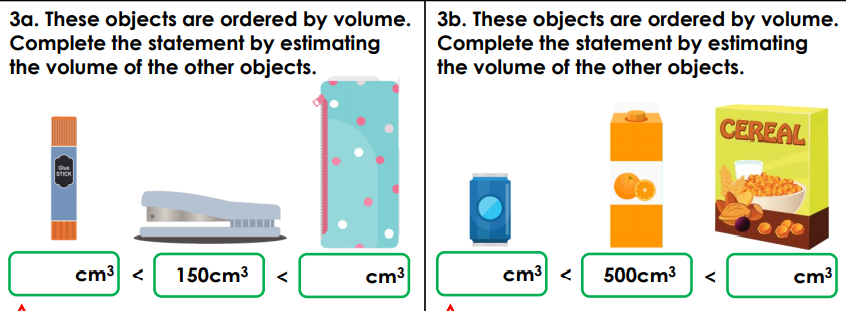 3a. These objects are ordered by volume.
Complete the statement by estimating
the volume of the other objects.
Glue
STICK
cm³ < 150cm³ < cm³
3b. These objects are ordered by volume.
Complete the statement by estimating
the volume of the other objects.
CEREAL
cm³ < 500cm³ < cm³